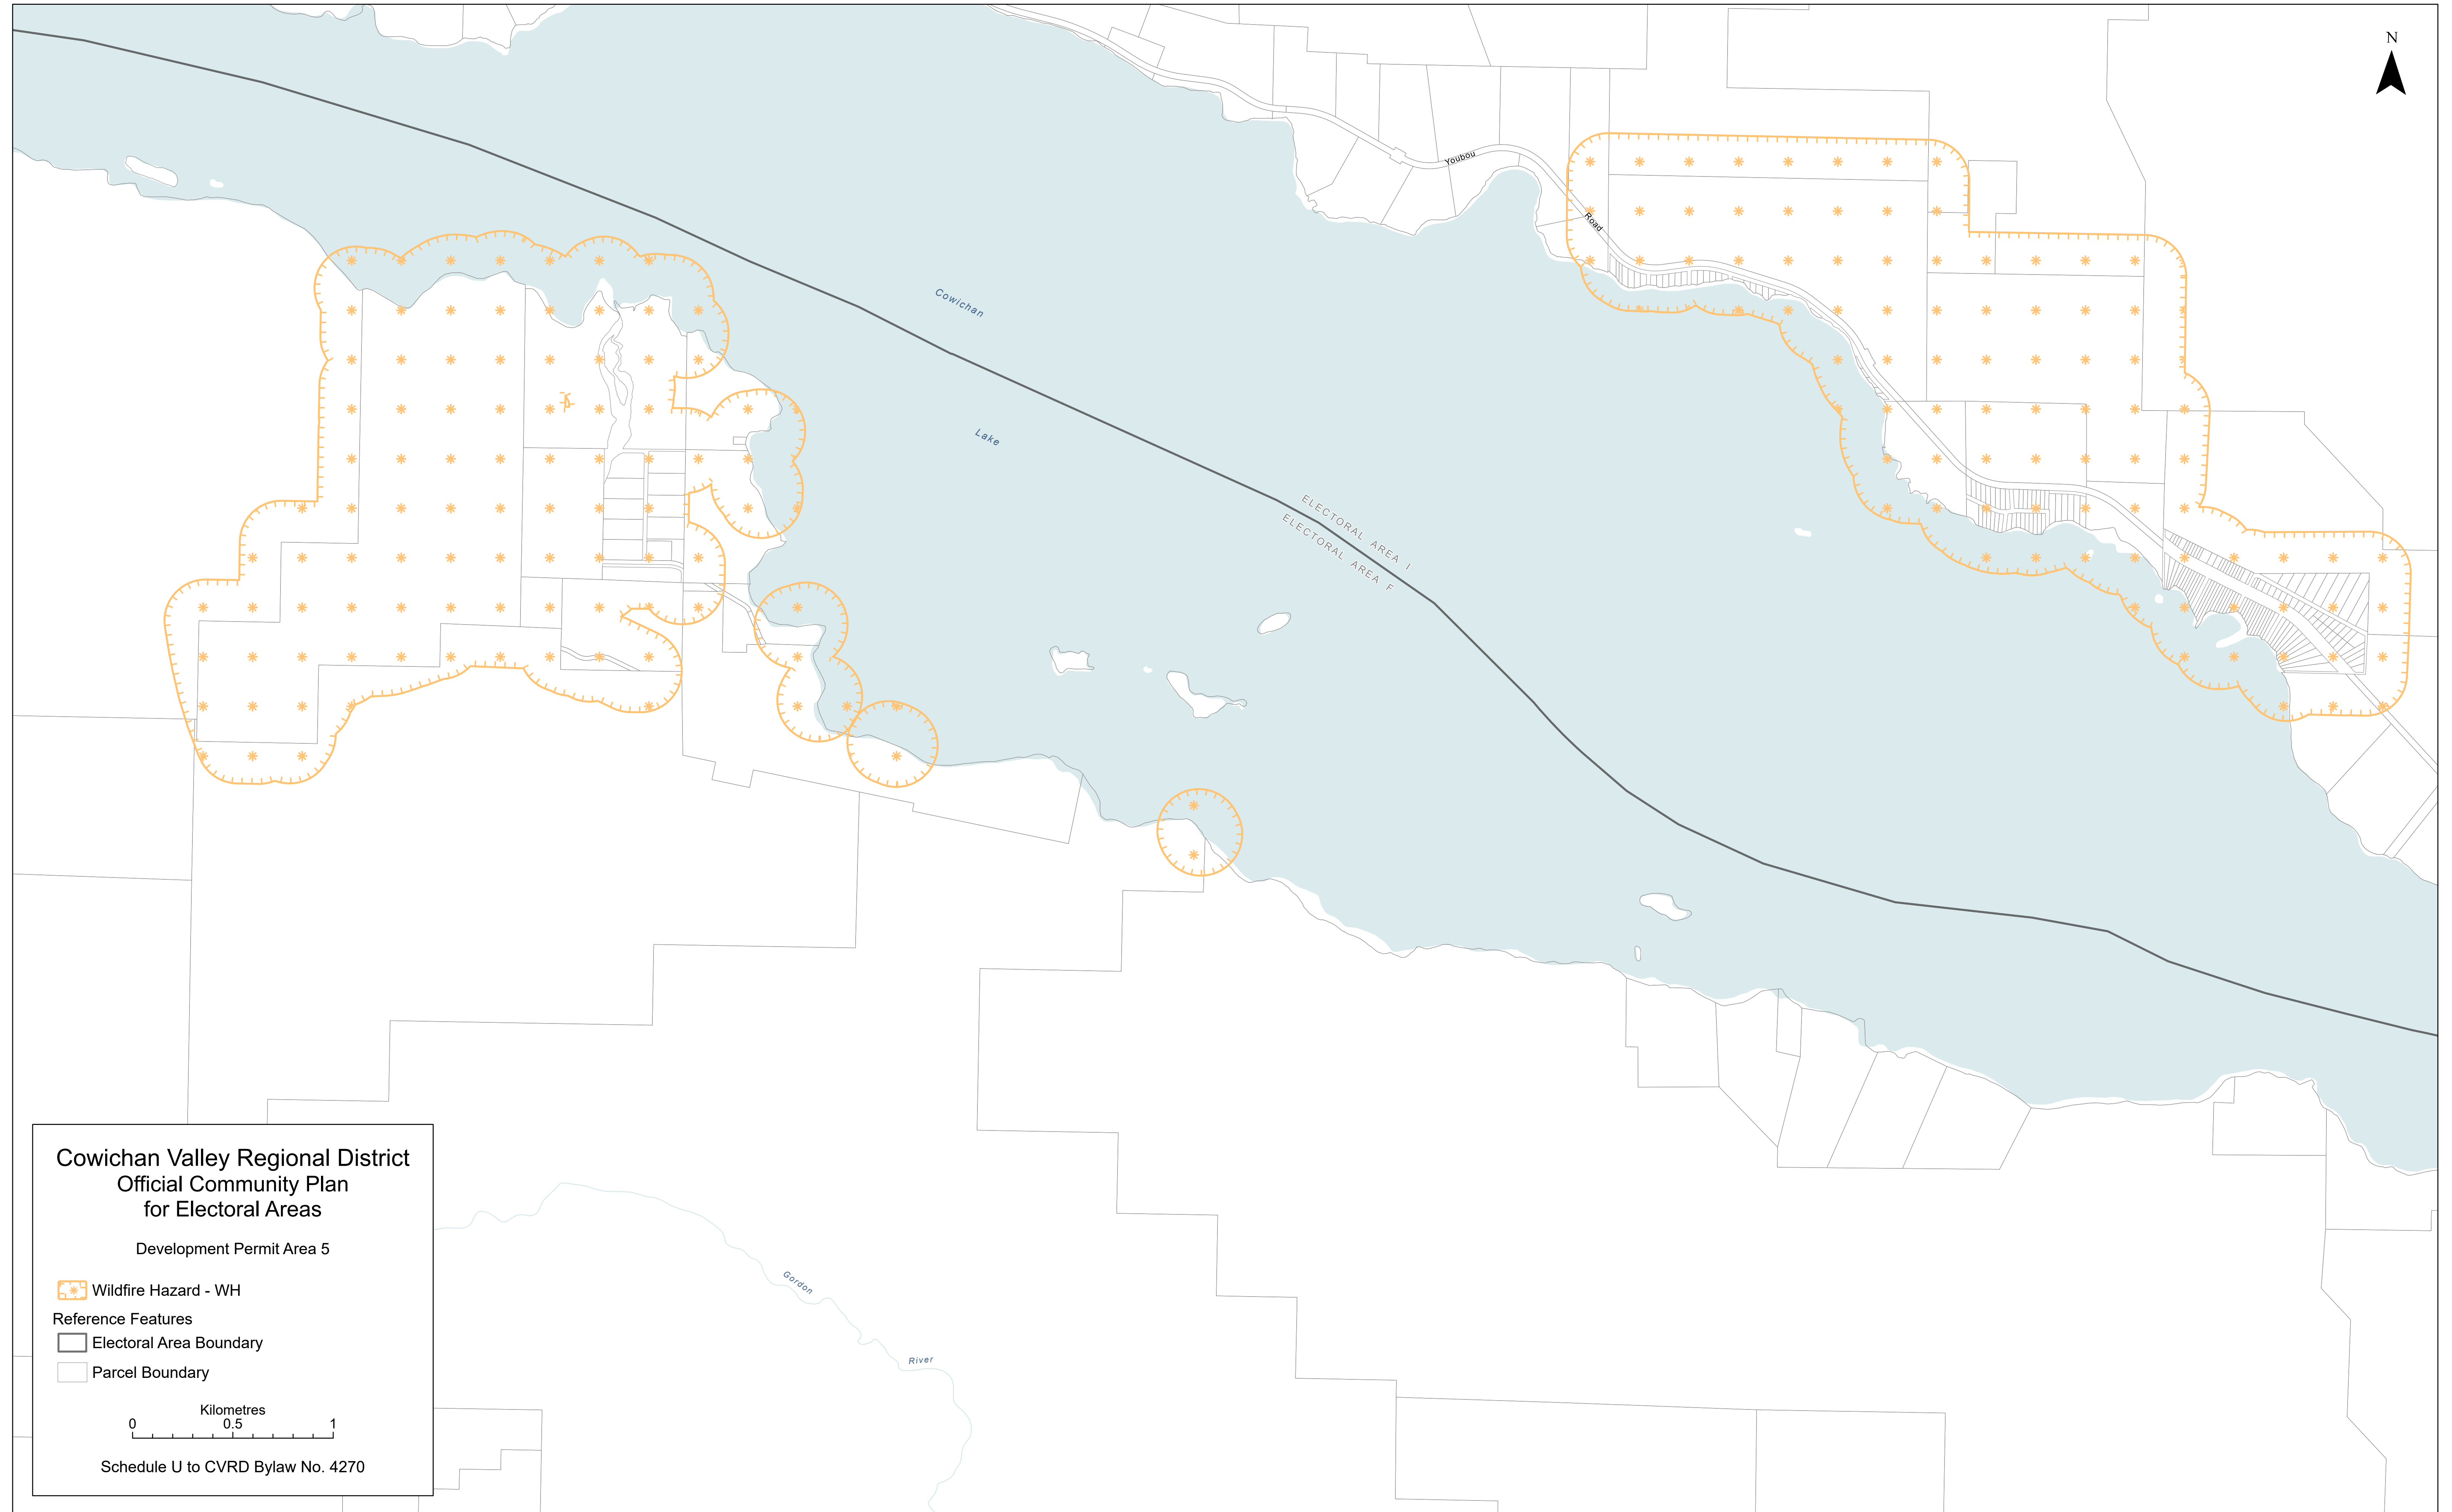 N
Youbou
Road
Cowichan
Lake
ELECTORAL AREA I
ELECTORAL AREA F
Cowichan Valley Regional District
Official Community Plan
for Electoral Areas
Development Permit Area 5
Wildfire Hazard - WH
Reference Features
Electoral Area Boundary
Parcel Boundary
Kilometres
0 0.5 1
Schedule U to CVRD Bylaw No. 4270
Gordon
River